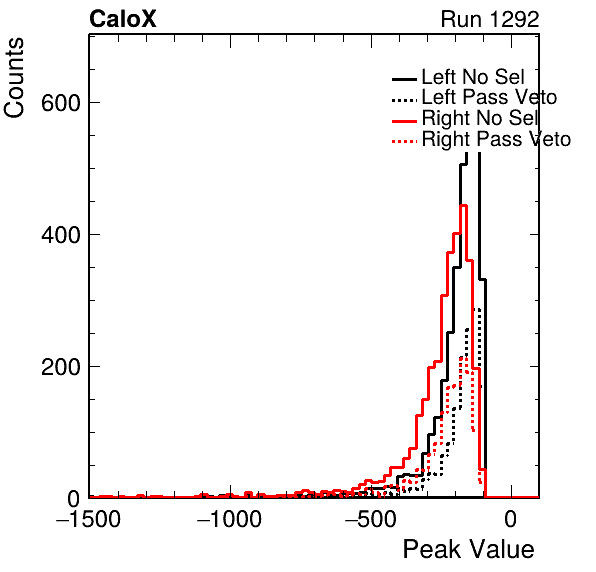 CaloX Run 1292
Counts
Left No Sel
Left Pass Veto
Right No Sel
Right Pass Veto
600
400
200
0
−1500 −1000 −500 0
Peak Value